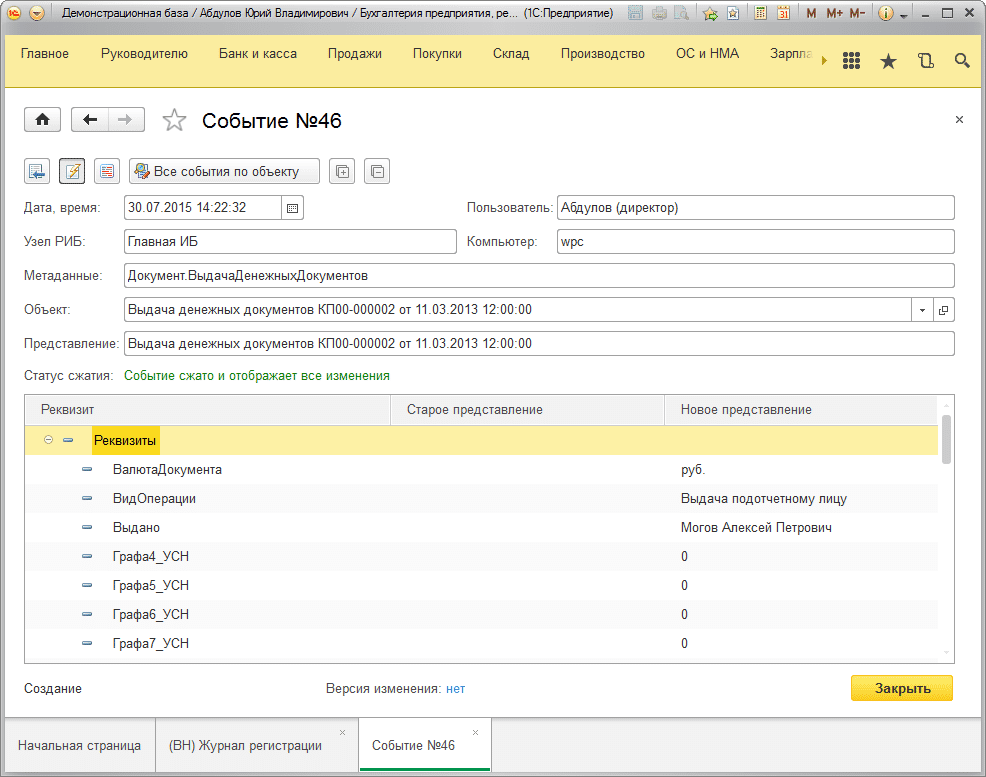 Демонстрационная база / Абдулов Юрий Владимирович / Бухгалтерия предприятия, ре... (1С:Предприятие)
M M+ M-
Главное Руководителю Банк и касса Продажи Покупки Склад Производство ОС и НМА Зарпла
Событие №46
Все события по объекту
Дата, время: 30.07.2015 14:22:32 Пользователь: Абдулов (директор)
Узел РИБ: Главная ИБ Компьютер: wpc
Метаданные: Документ.ВыдачаДенежныхДокументов
Объект: Выдача денежных документов КП00-000002 от 11.03.2013 12:00:00
Представление: Выдача денежных документов КП00-000002 от 11.03.2013 12:00:00
Статус сжатия: Событие сжато и отображает все изменения
Реквизит Старое представление Новое представление
Реквизиты
ВалютаДокумента руб.
ВидОперации Выдача подотчетному лицу
Выдано Могов Алексей Петрович
Графа4_УСН 0
Графа5_УСН 0
Графа6_УСН 0
Графа7_УСН 0
Создание Версия изменения: нет Закрыть
Начальная страница (ВН) Журнал регистрации Событие №46